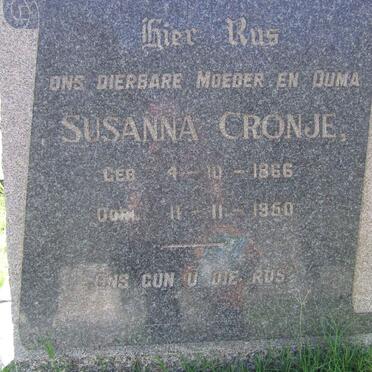 Hier Rus
ONS DIERBARE MOEDER EN OUMA
SUSANNA CRONJE,
GEB 4-10-1866
OORL 11-11-1950
ONS GUN U DIE RUS